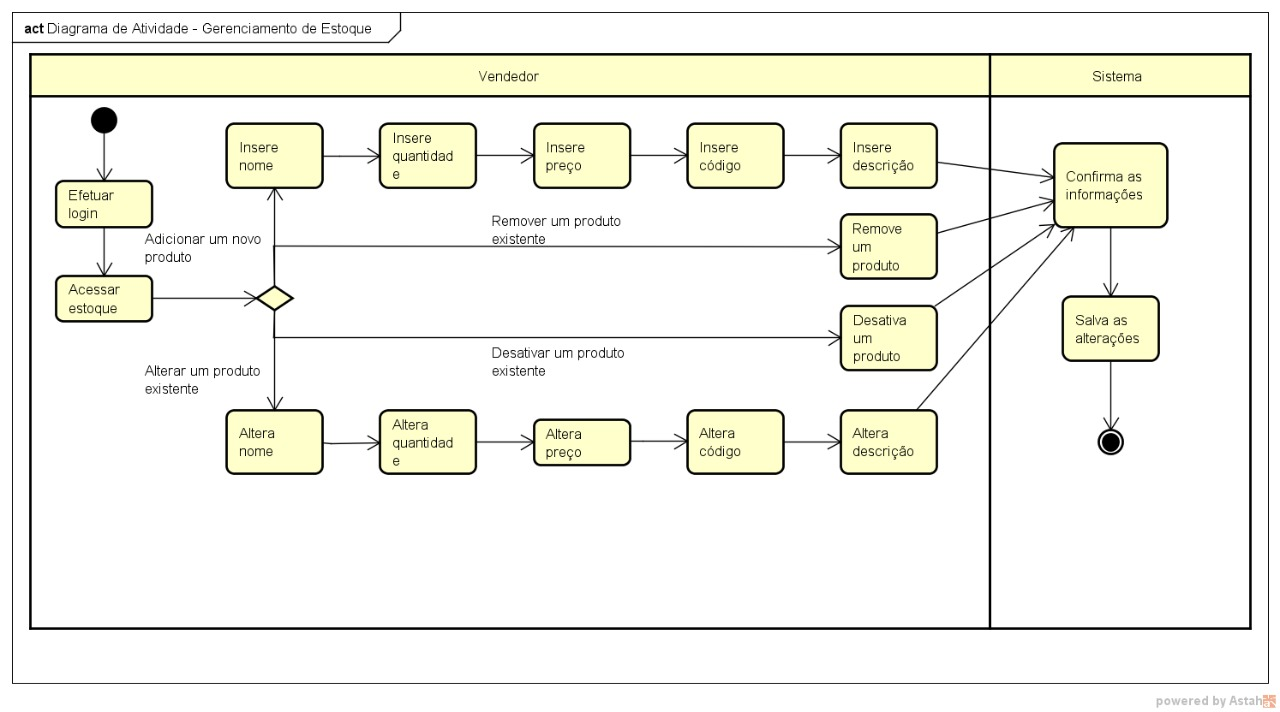 act Diagrama de Atividade - Gerenciamento de Estoque
Vendedor
Sistema
Efetuar
login
Acessar
estoque
Adicionar um novo
produto
Insere
nome
Insere
quantidad
e
Insere
preço
Insere
código
Insere
descrição
Remover um produto
existente
Remove
um
produto
Desativar um produto
existente
Desativa
um
produto
Alterar um produto
existente
Altera
nome
Altera
quantidad
e
Altera
preço
Altera
código
Altera
descrição
Confirma as
informações
Salva as
alterações
powered by Astah